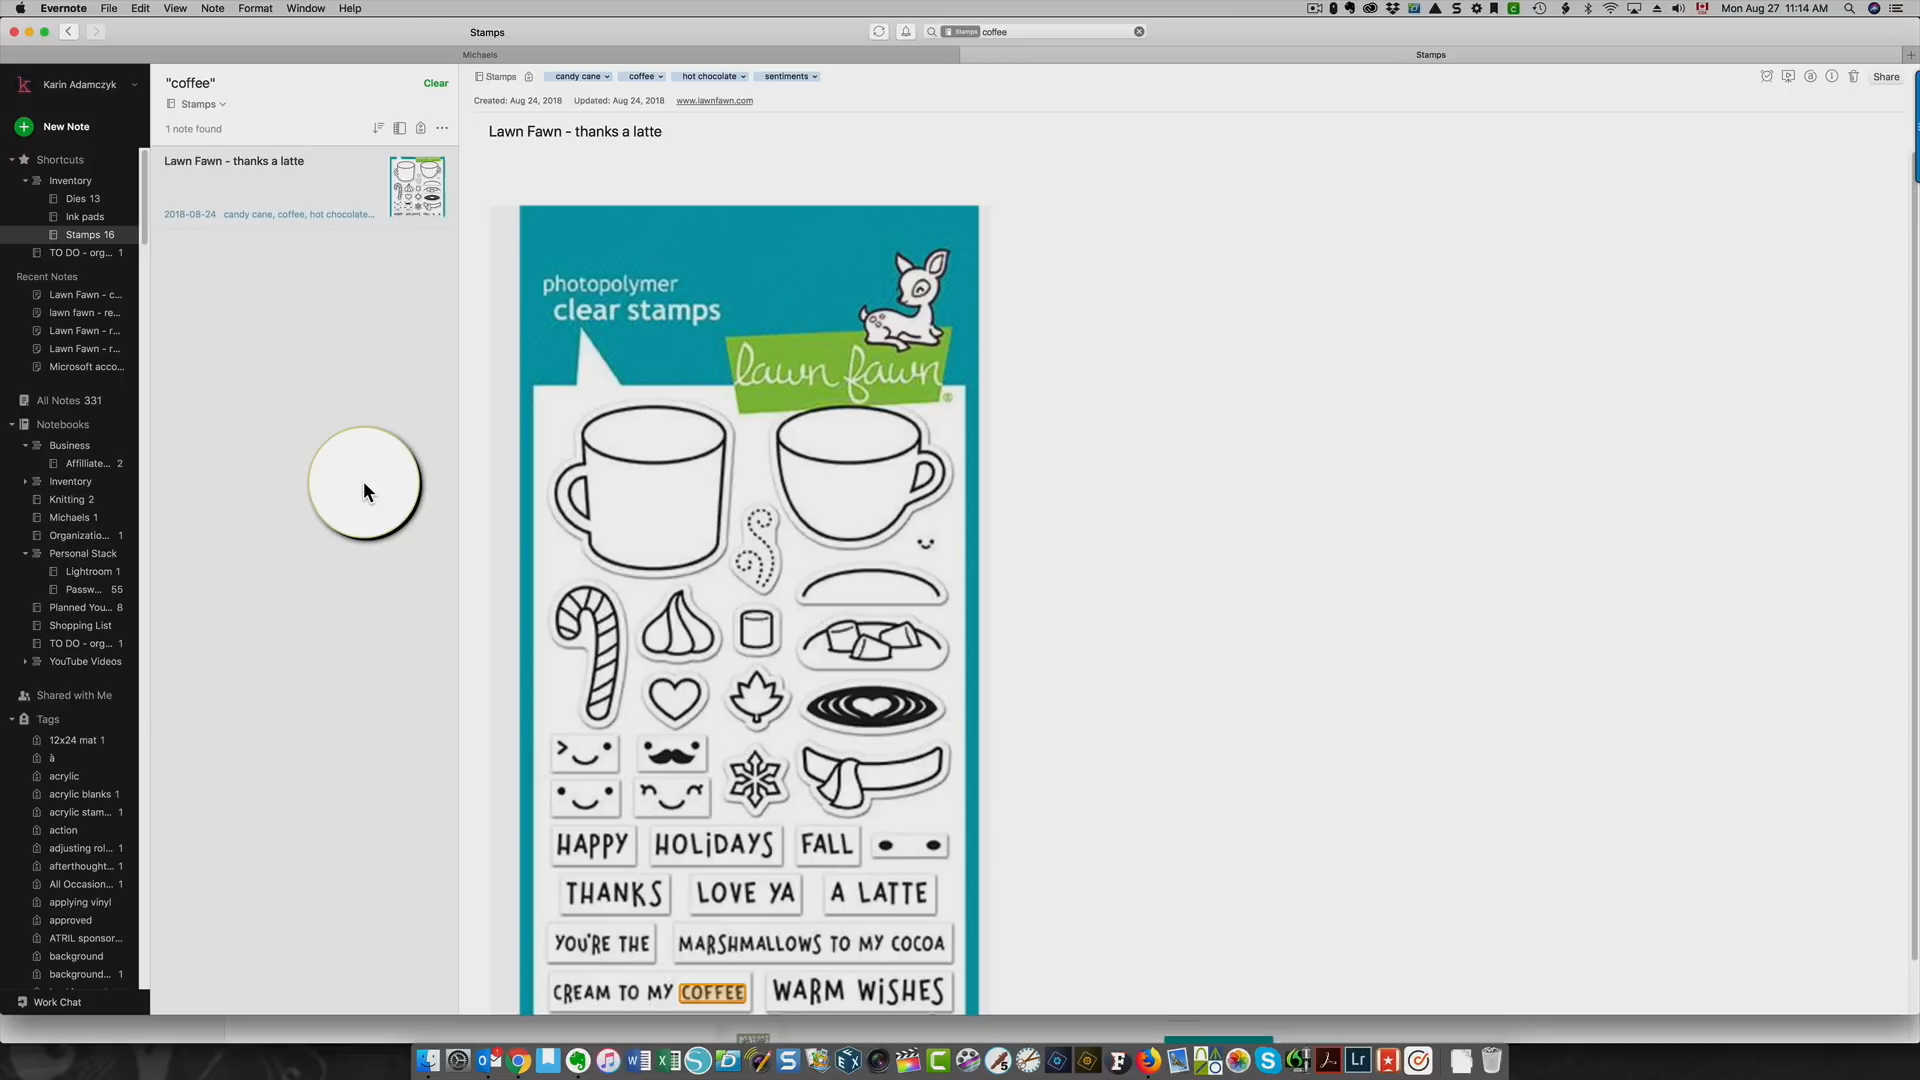 Evernote File Edit View Note Format Window Help
Mon Aug 27 11:14 AM
Stamps
Stamps coffee
Michaels
Stamps
Karin Adamczyk
New Note
Shortcuts
Inventory
Dies 13
Ink pads
Stamps 16
TO DO - org... 1
Recent Notes
Lawn Fawn - c...
lawn fawn - re...
Lawn Fawn - r...
Lawn Fawn - r...
Microsoft acco...
All Notes 331
Notebooks
Business
Affilliate... 2
Inventory
Knitting 2
Michaels 1
Organizatio... 1
Personal Stack
Lightroom 1
Passw... 55
Planned You... 8
Shopping List
TO DO - org... 1
YouTube Videos
Shared with Me
Tags
12x24 mat 1
à
acrylic
acrylic blanks 1
acrylic stam... 1
action
adjusting rol... 1
afterthought... 1
All Occasion... 1
applying vinyl
approved
ATRIL sponsor...
background
background... 1
Work Chat
"coffee"
Clear
Stamps
1 note found
Lawn Fawn - thanks a latte
2018-08-24 candy cane, coffee, hot chocolate...
Stamps candy cane coffee hot chocolate sentiments
Share
Created: Aug 24, 2018 Updated: Aug 24, 2018 www.lawnfawn.com
Lawn Fawn - thanks a latte
photopolymer
clear stamps
lawn fawn
HAPPY HOLiDAYS FALL
THANKS LOVE YA A LATTE
YOU'RE THE MARSHMALLOWS TO MY COCOA
CREAM TO MY COFFEE WARM WiSHES